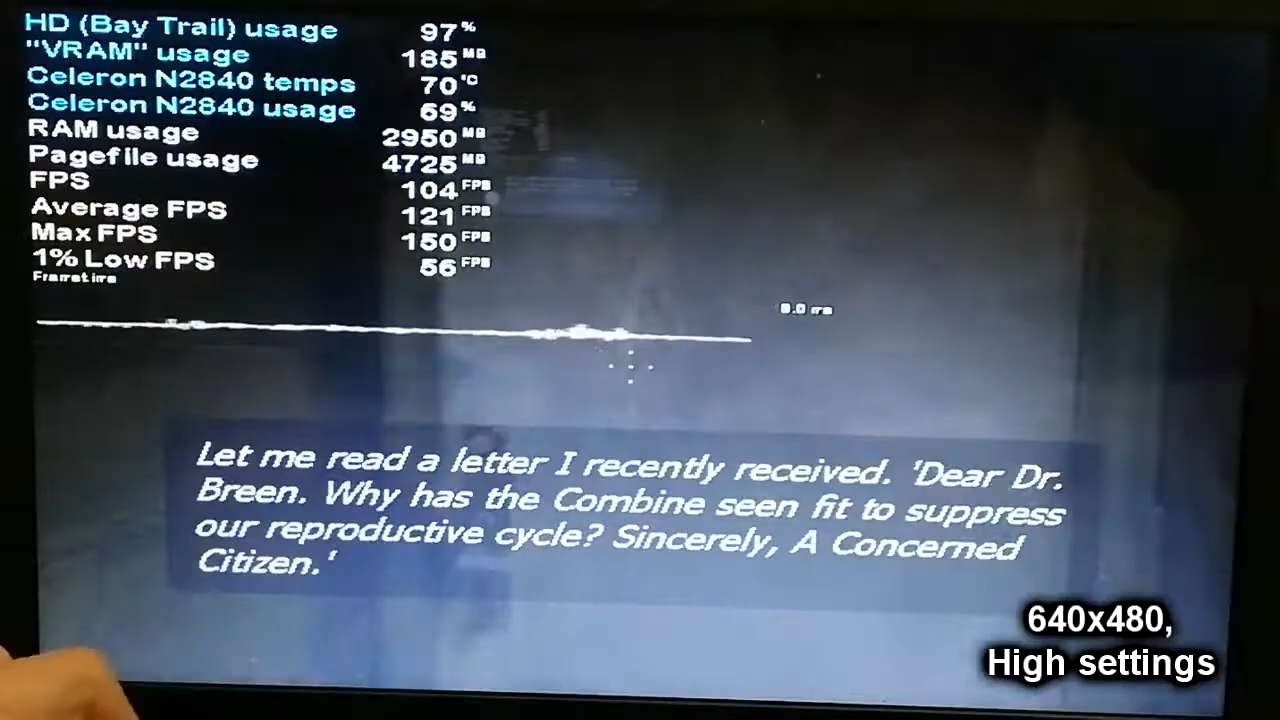 HD (Bay Trail) usage 97 %
"VRAM" usage 185 MB
Celeron N2840 temps 70 °C
Celeron N2840 usage 69 %
RAM usage 2950 MB
Pagefile usage 4725 MB
FPS 104 FPS
Average FPS 121 FPS
Max FPS 150 FPS
1% Low FPS 56 FPS
Frametime
Let me read a letter I recently received. 'Dear Dr.
Breen. Why has the Combine seen fit to suppress
our reproductive cycle? Sincerely, A Concerned
Citizen.'
640x480,
High settings